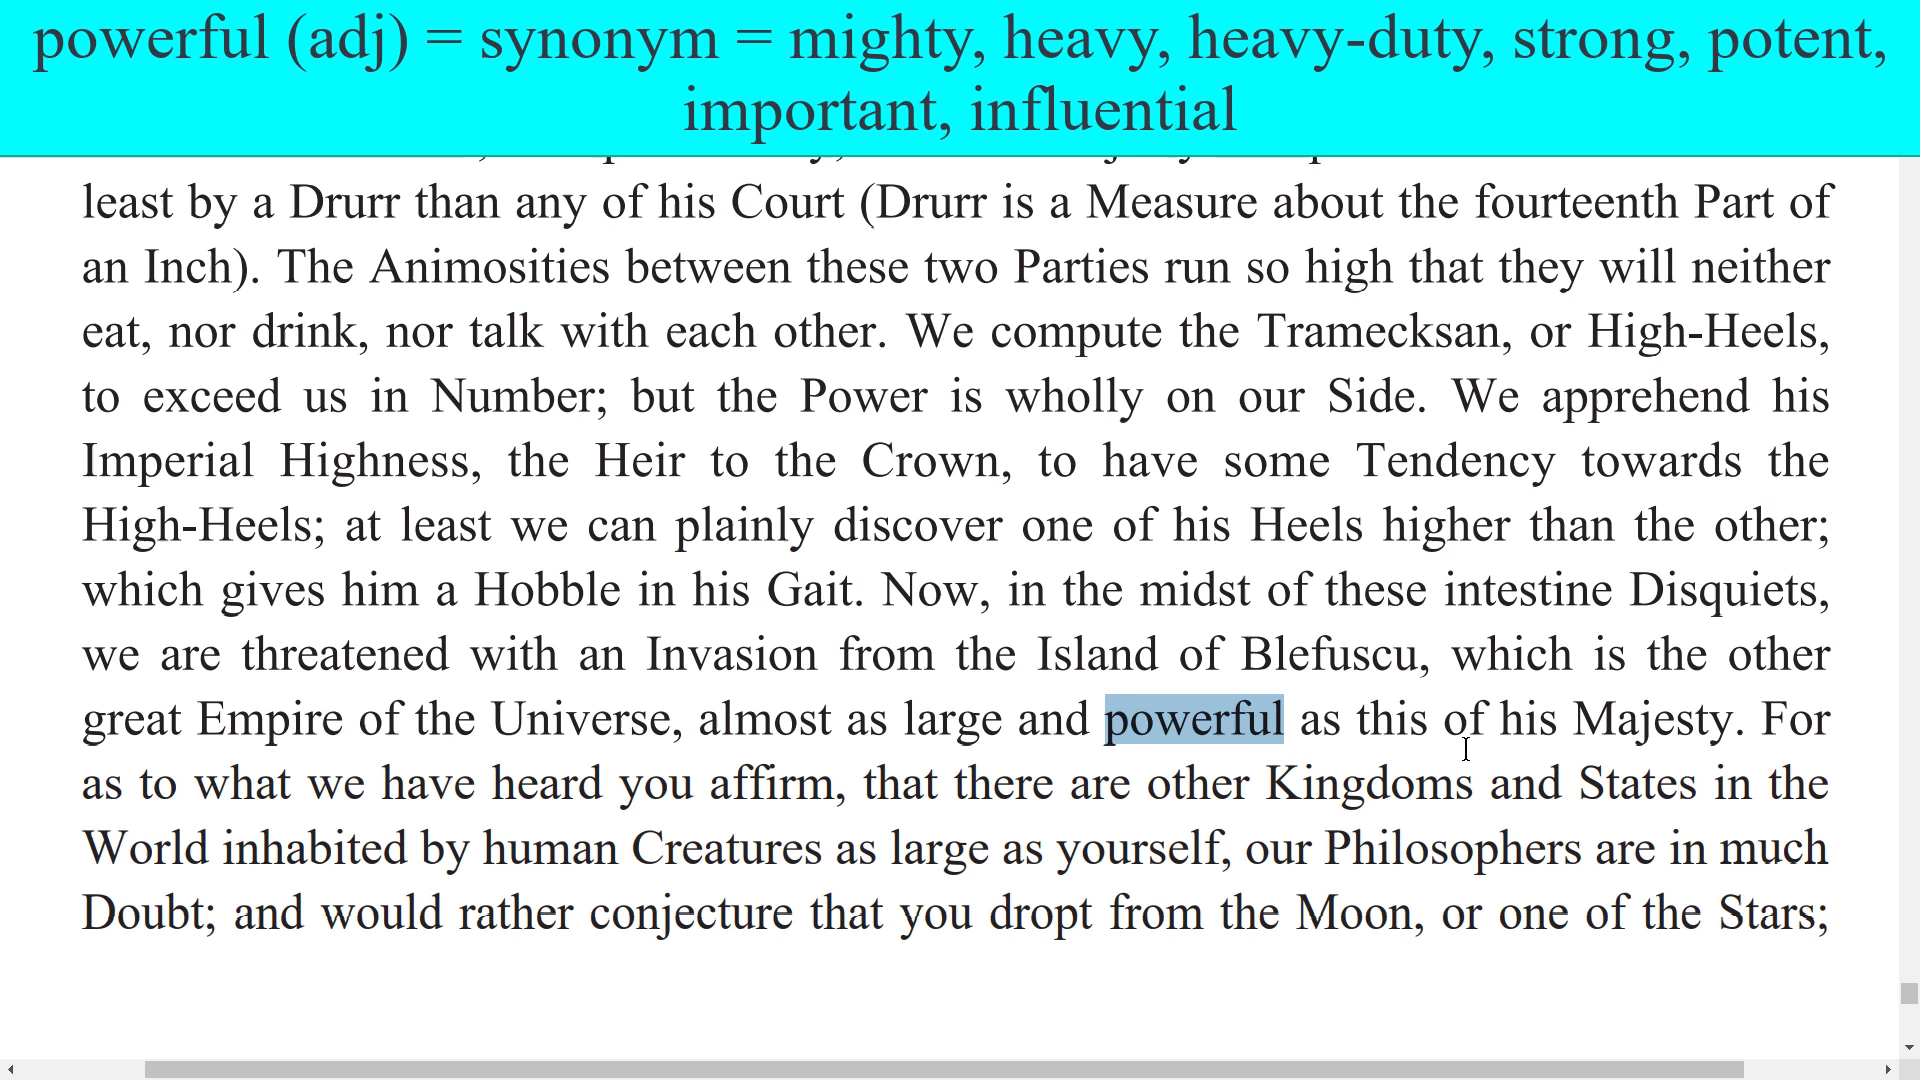 powerful (adj) = synonym = mighty, heavy, heavy-duty, strong, potent,
important, influential
least by a Drurr than any of his Court (Drurr is a Measure about the fourteenth Part of
an Inch). The Animosities between these two Parties run so high that they will neither
eat, nor drink, nor talk with each other. We compute the Tramecksan, or High-Heels,
to exceed us in Number; but the Power is wholly on our Side. We apprehend his
Imperial Highness, the Heir to the Crown, to have some Tendency towards the
High-Heels; at least we can plainly discover one of his Heels higher than the other;
which gives him a Hobble in his Gait. Now, in the midst of these intestine Disquiets,
we are threatened with an Invasion from the Island of Blefuscu, which is the other
great Empire of the Universe, almost as large and powerful as this of his Majesty. For
as to what we have heard you affirm, that there are other Kingdoms and States in the
World inhabited by human Creatures as large as yourself, our Philosophers are in much
Doubt; and would rather conjecture that you dropt from the Moon, or one of the Stars;